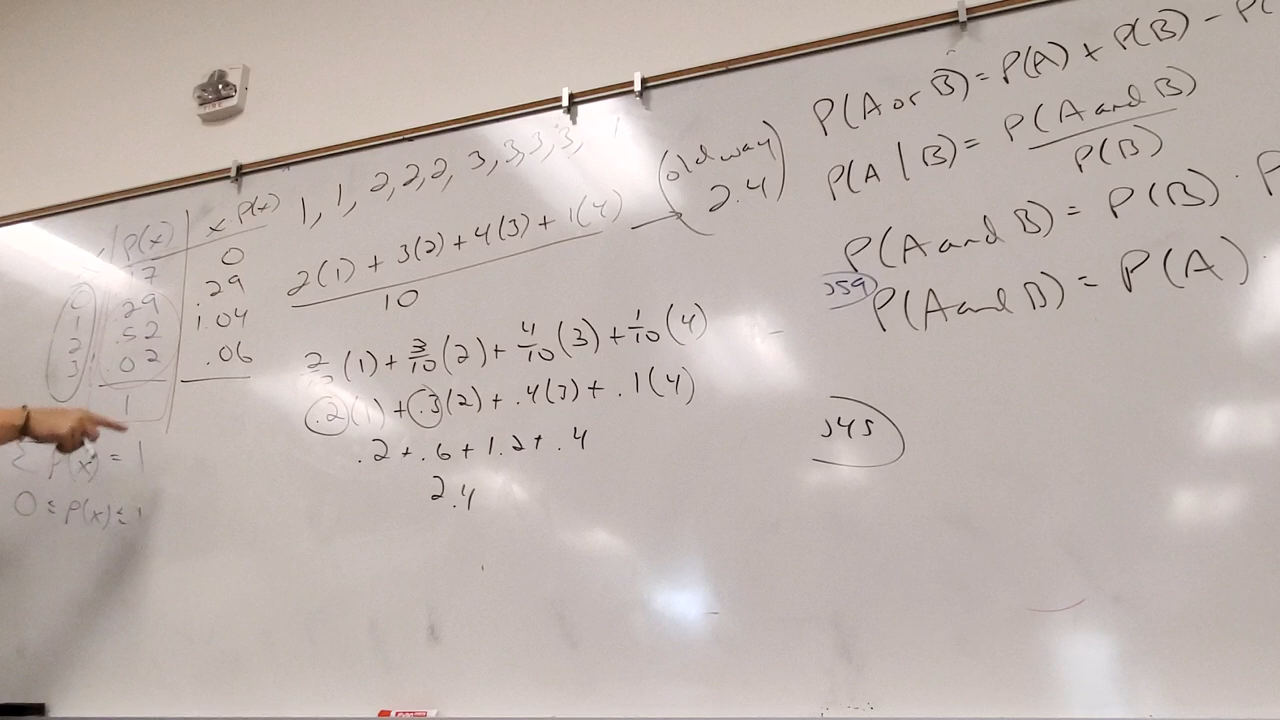 x | P(x) | x P(x)
0 | .17 | 0
1 | .29 | .29
2 | .52 | 1.04
3 | .02 | .06
1
Σ P(x) = 1
0 ≤ P(x) ≤ 1
1, 1, 2, 2, 2, 3, 3, 3, 3,
2(1) + 3(2) + 4(3) + 1(4)
10
(old way
2.4)
2/10 (1) + 3/10 (2) + 4/10 (3) + 1/10 (4)
.2(1) + .3(2) + .4(3) + .1(4)
.2 + .6 + 1.2 + .4
2.4
P(A or B) = P(A) + P(B) - P(
P(A | B) = P(A and B)
P(B)
P(A and B) = P(B) · P
P(A and B) = P(A) ·
FIRE